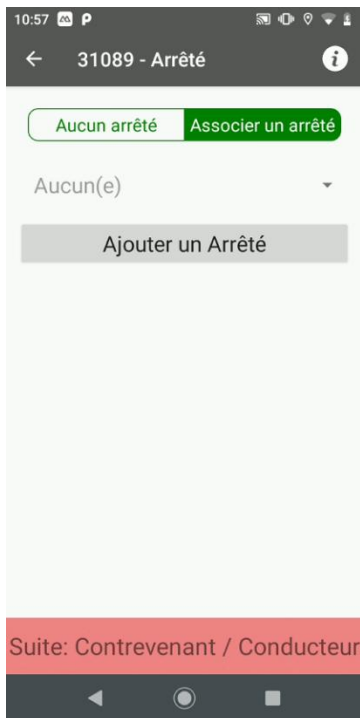 10:57
31089 - Arrêté
Aucun arrêté Associer un arrêté
Aucun(e)
Ajouter un Arrêté
Suite: Contrevenant / Conducteur